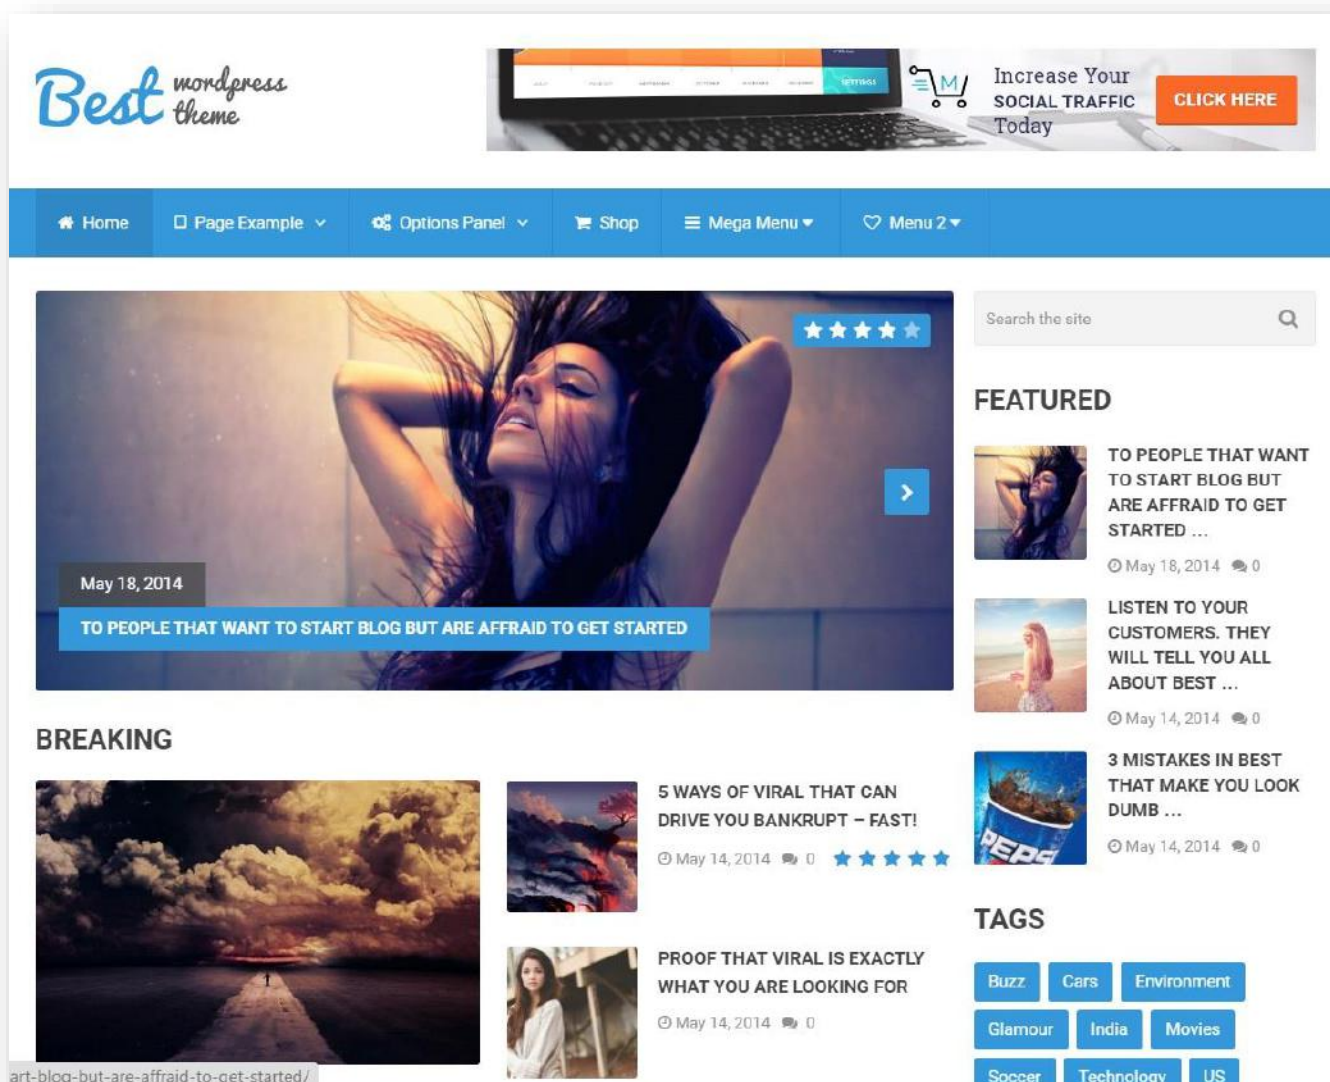 Best wordpress
theme
Increase Your
SOCIAL TRAFFIC
Today
CLICK HERE
SETTINGS
Home
Page Example
Options Panel
Shop
Mega Menu
Menu 2
May 18, 2014
TO PEOPLE THAT WANT TO START BLOG BUT ARE AFFRAID TO GET STARTED
BREAKING
5 WAYS OF VIRAL THAT CAN
DRIVE YOU BANKRUPT – FAST!
May 14, 2014 0
PROOF THAT VIRAL IS EXACTLY
WHAT YOU ARE LOOKING FOR
May 14, 2014 0
Search the site
FEATURED
TO PEOPLE THAT WANT
TO START BLOG BUT
ARE AFFRAID TO GET
STARTED ...
May 18, 2014 0
LISTEN TO YOUR
CUSTOMERS. THEY
WILL TELL YOU ALL
ABOUT BEST ...
May 14, 2014 0
3 MISTAKES IN BEST
THAT MAKE YOU LOOK
DUMB ...
May 14, 2014 0
PEPS
TAGS
Buzz Cars Environment
Glamour India Movies
Soccer Technology US
art-blog-but-are-affraid-to-get-started/